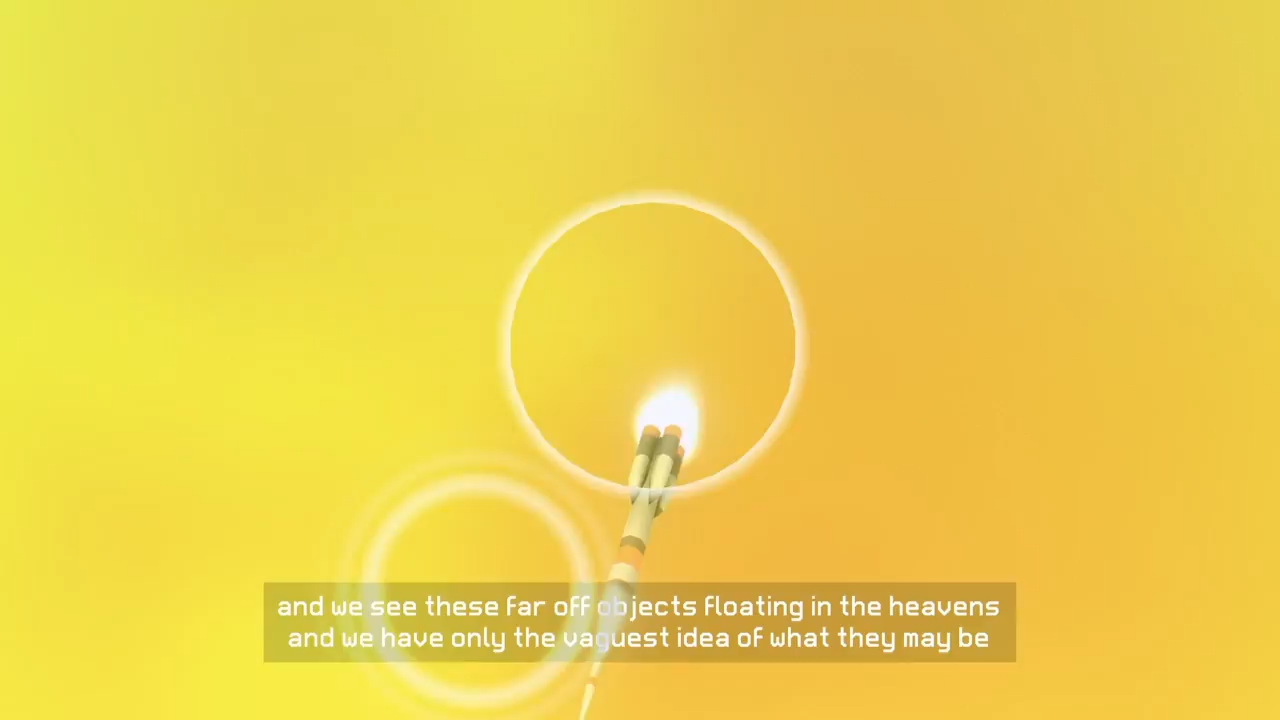 and we see these far off objects floating in the heavens
and we have only the vaguest idea of what they may be